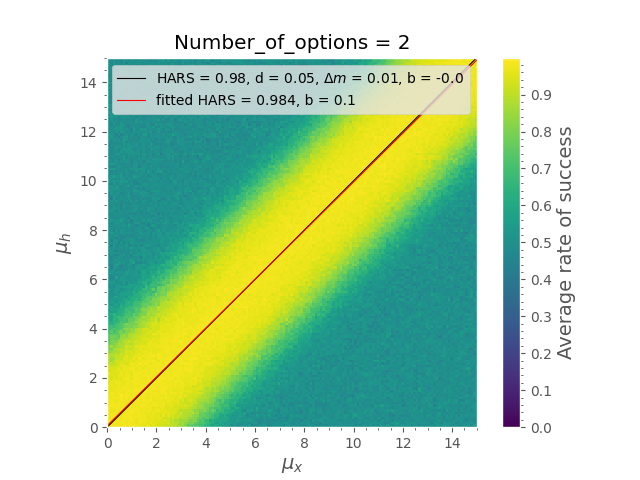 Number_of_options = 2
HARS = 0.98, d = 0.05, Δm = 0.01, b = -0.0
fitted HARS = 0.984, b = 0.1
14
12
10
8
6
4
2
0
μh
0 2 4 6 8 10 12 14
μx
0.9
0.8
0.7
0.6
0.5
0.4
0.3
0.2
0.1
0.0
Average rate of success